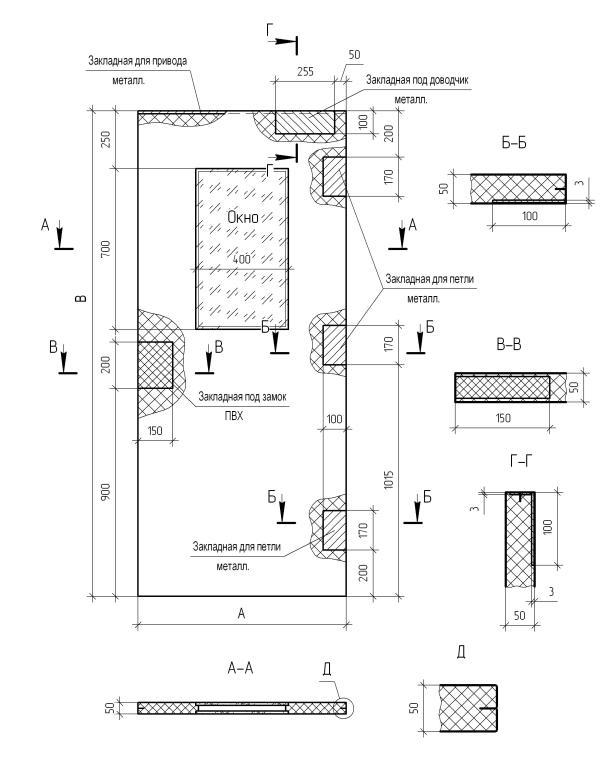 Г
50
Закладная для привода
металл.
255
Закладная под доводчик
металл.
250
100
200
Б-Б
Г
170
3
50
100
Окно
А
А
700
400
В
Закладная для петли
металл.
Б
Б
170
В
В
В-В
200
50
Закладная под замок
ПВХ
150
150
100
Г-Г
1015
900
Б
Б
3
100
170
Закладная для петли
металл.
200
3
50
А
Д
А-А
Д
50
50